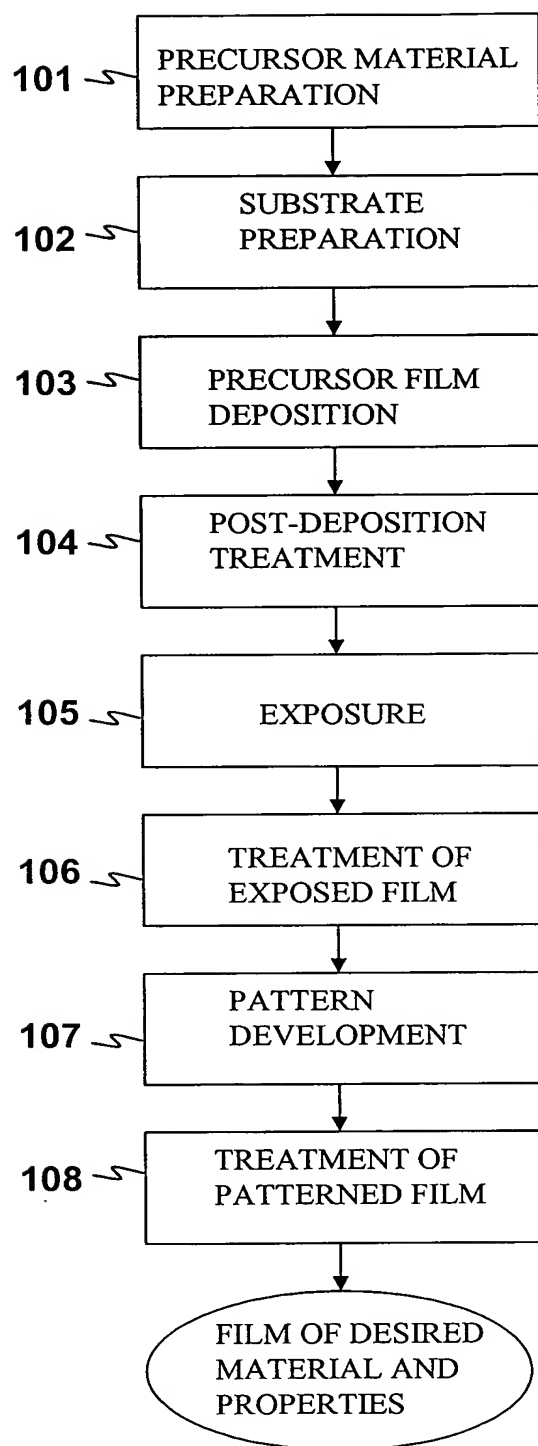 101
PRECURSOR MATERIAL
PREPARATION
102
SUBSTRATE
PREPARATION
103
PRECURSOR FILM
DEPOSITION
104
POST-DEPOSITION
TREATMENT
105
EXPOSURE
106
TREATMENT OF
EXPOSED FILM
107
PATTERN
DEVELOPMENT
108
TREATMENT OF
PATTERNED FILM
FILM OF DESIRED
MATERIAL AND
PROPERTIES